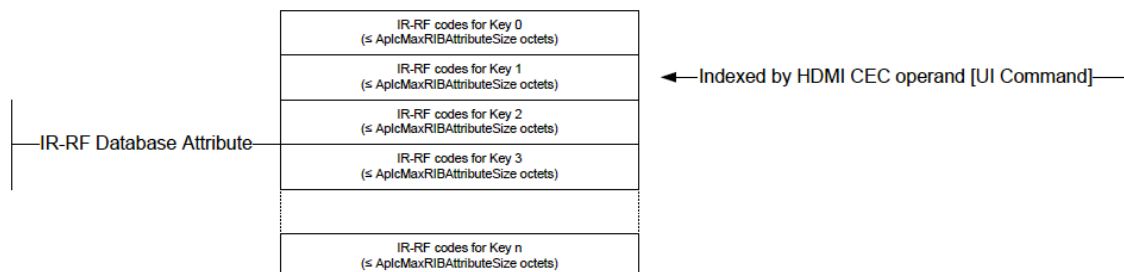 IR-RF codes for Key 0
(≤ AplcMaxRIBAttributeSize octets)
IR-RF codes for Key 1
(≤ AplcMaxRIBAttributeSize octets)
Indexed by HDMI CEC operand [UI Command]
IR-RF codes for Key 2
(≤ AplcMaxRIBAttributeSize octets)
IR-RF Database Attribute
IR-RF codes for Key 3
(≤ AplcMaxRIBAttributeSize octets)
IR-RF codes for Key n
(≤ AplcMaxRIBAttributeSize octets)